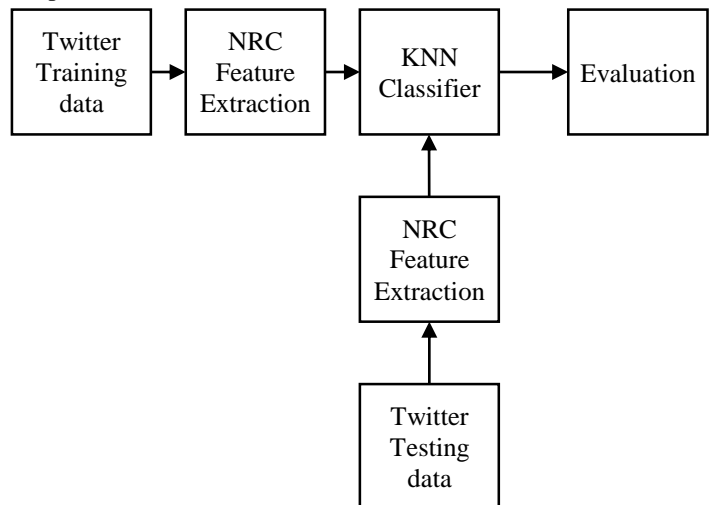 Twitter
Training
data
NRC
Feature
Extraction
KNN
Classifier
Evaluation
NRC
Feature
Extraction
Twitter
Testing
data